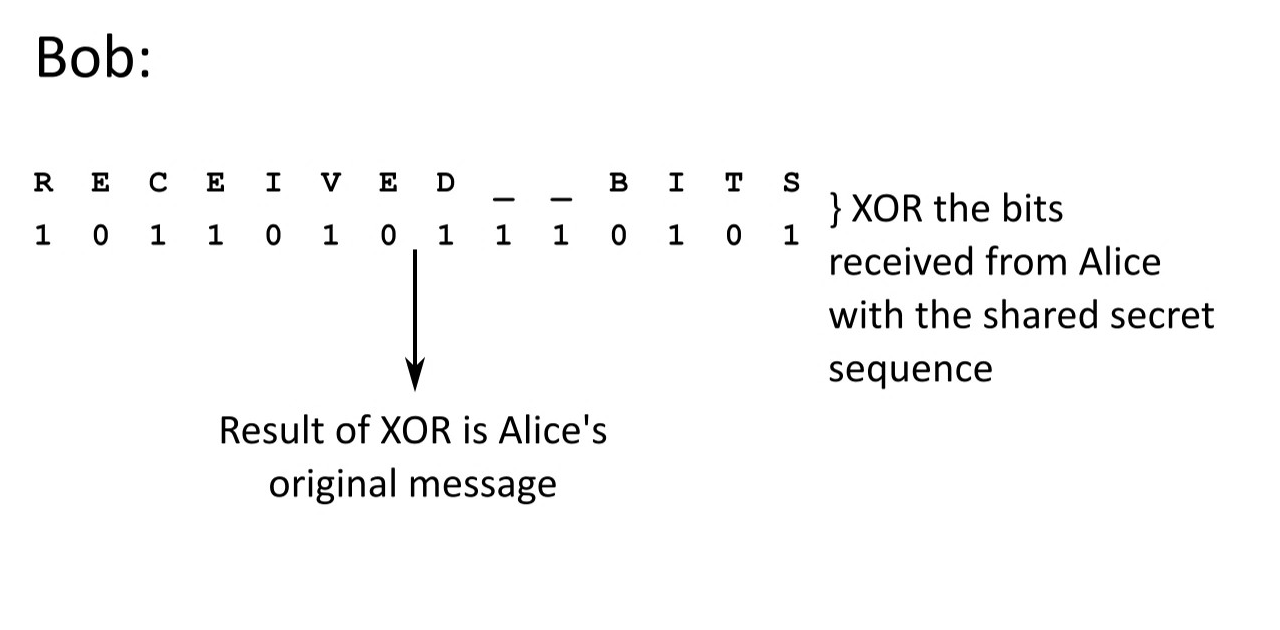 Bob:
R E C E I V E D _ _ B I T S
1 0 1 1 0 1 0 1 1 1 0 1 0 1
} XOR the bits
received from Alice
with the shared secret
sequence
Result of XOR is Alice's
original message